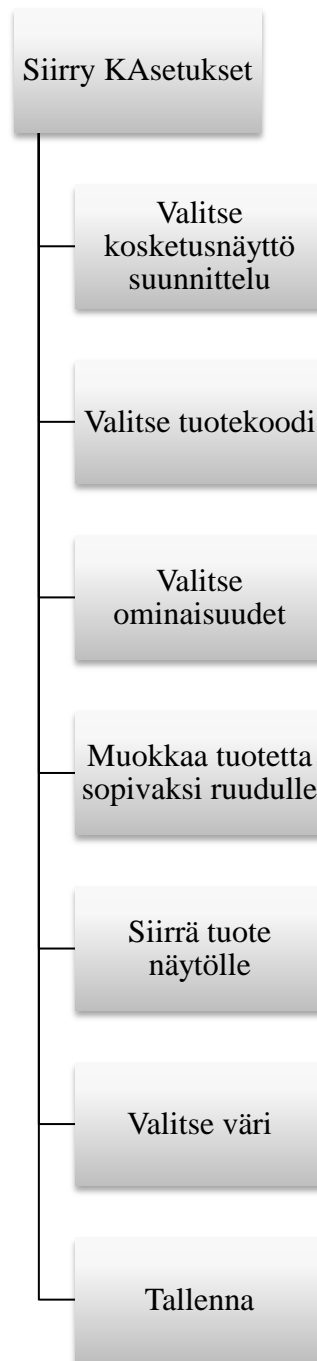 Siirry KAsetukset
Valitse
kosketusnäyttö
suunnittelu
Valitse tuotekoodi
Valitse
ominaisuudet
Muokkaa tuotetta
sopivaksi ruudulle
Siirrä tuote
näytölle
Valitse väri
Tallenna